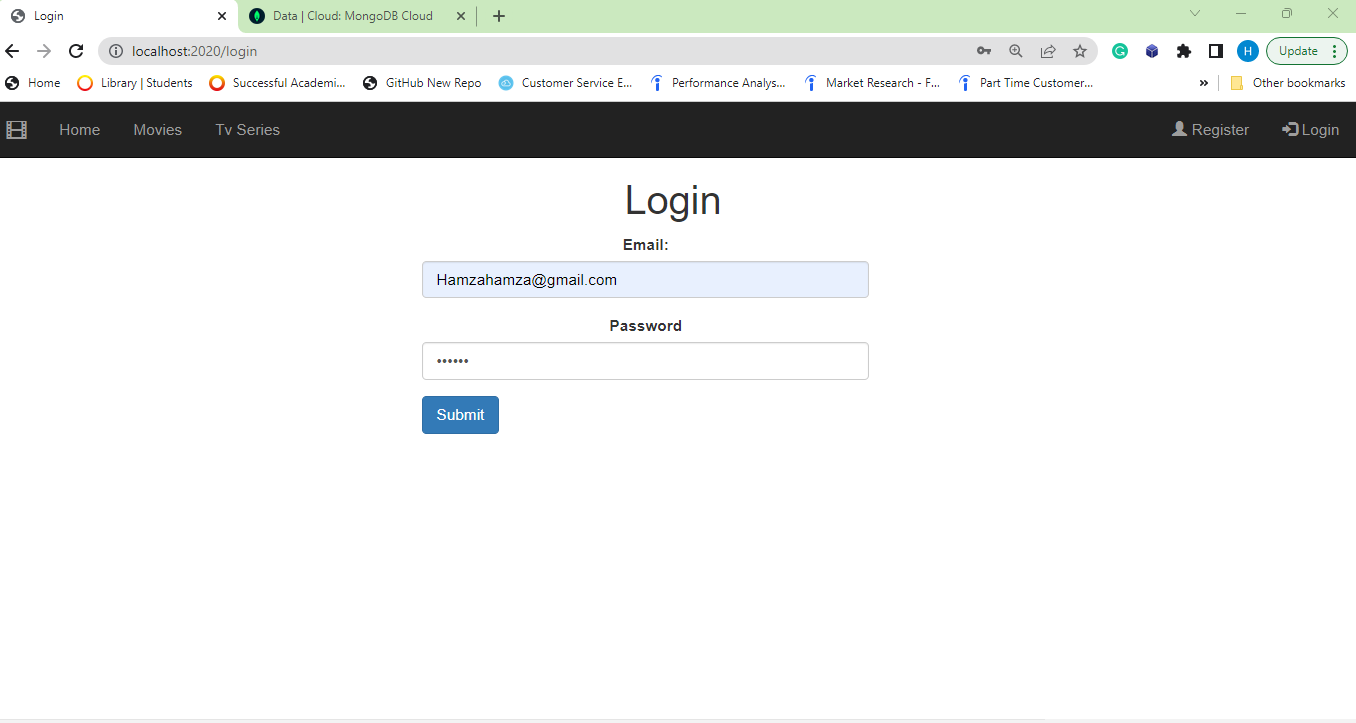 Login
Data | Cloud: MongoDB Cloud
localhost:2020/login
G
H
Update
Home
Library | Students
Successful Academi...
GitHub New Repo
Customer Service E...
Performance Analys...
Market Research - F...
Part Time Customer...
»
Other bookmarks
Home Movies Tv Series Register Login
Login
Email:
Hamzahamza@gmail.com
Password
••••••
Submit